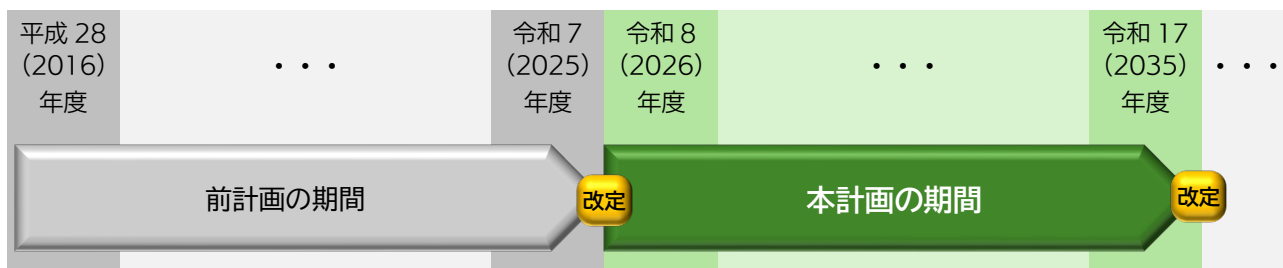 平成 28
（2016）
年度
・・・
令和 7
（2025）
年度
令和 8
（2026）
年度
・・・
令和 17
（2035）
年度
・・・
前計画の期間
改定
本計画の期間
改定